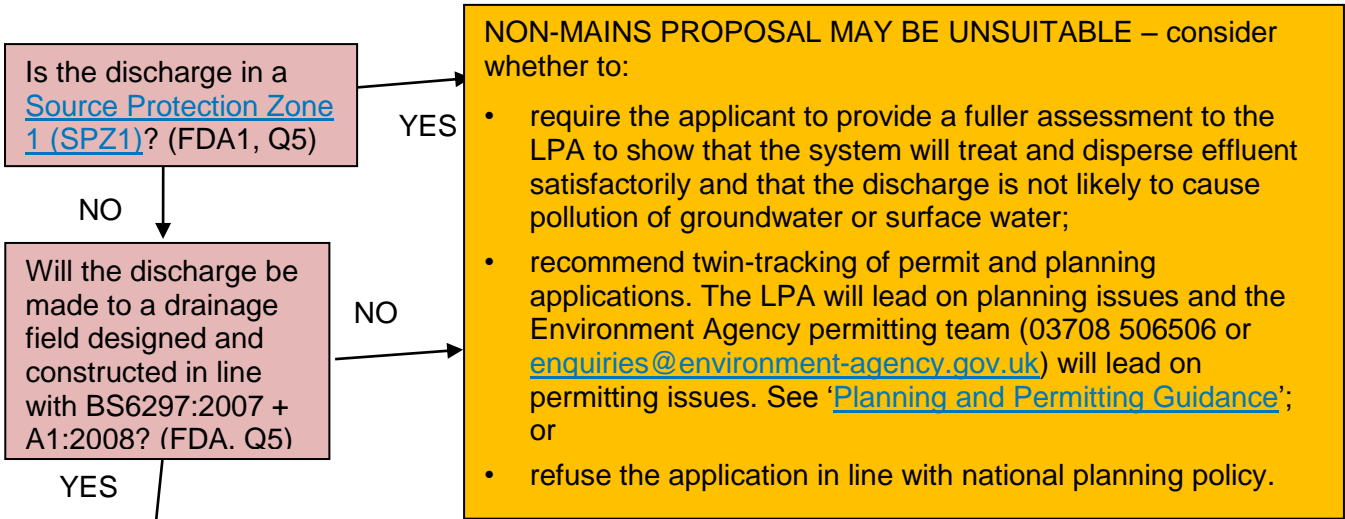 Is the discharge in a
Source Protection Zone
1 (SPZ1)? (FDA1, Q5)
YES
NO
Will the discharge be
made to a drainage
field designed and
constructed in line
with BS6297:2007 +
A1:2008? (FDA. Q5)
NO
YES
NON-MAINS PROPOSAL MAY BE UNSUITABLE – consider
whether to:
• require the applicant to provide a fuller assessment to the
LPA to show that the system will treat and disperse effluent
satisfactorily and that the discharge is not likely to cause
pollution of groundwater or surface water;
• recommend twin-tracking of permit and planning
applications. The LPA will lead on planning issues and the
Environment Agency permitting team (03708 506506 or
enquiries@environment-agency.gov.uk) will lead on
permitting issues. See ‘Planning and Permitting Guidance’;
or
• refuse the application in line with national planning policy.